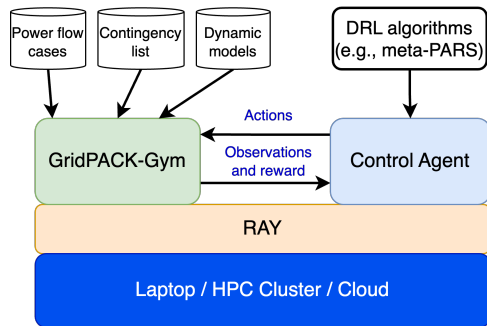 Power flow
cases
Contingency
list
Dynamic
models
DRL algorithms
(e.g., meta-PARS)
Actions
GridPACK-Gym
Observations
and reward
Control Agent
RAY
Laptop / HPC Cluster / Cloud